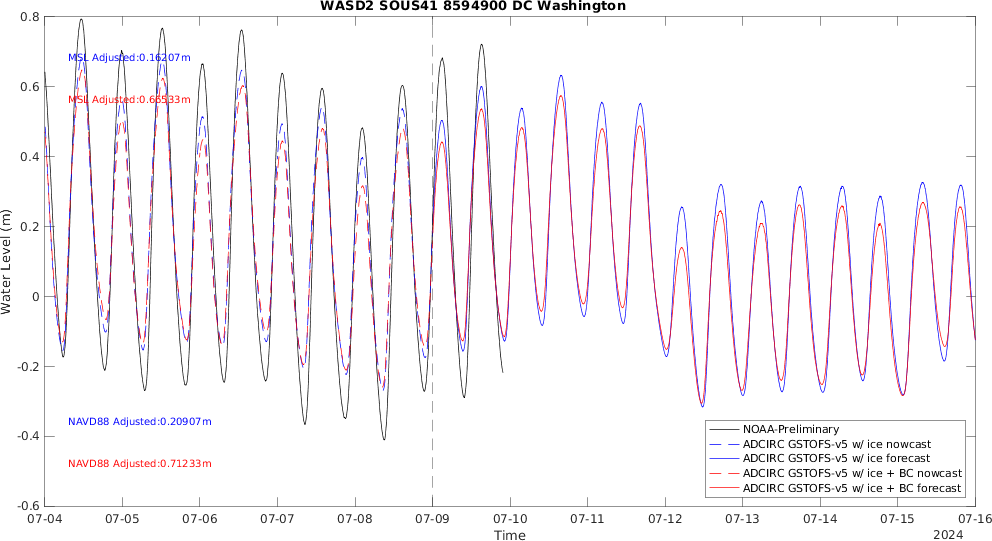 WASD2 SOUS41 8594900 DC Washington
0.8
0.6
0.4
0.2
0
-0.2
-0.4
-0.6
Water Level (m)
MSL Adjusted:0.16207m
MSL Adjusted:0.66533m
NAVD88 Adjusted:0.20907m
NAVD88 Adjusted:0.71233m
NOAA-Preliminary
ADCIRC GSTOFS-v5 w/ ice nowcast
ADCIRC GSTOFS-v5 w/ ice forecast
ADCIRC GSTOFS-v5 w/ ice + BC nowcast
ADCIRC GSTOFS-v5 w/ ice + BC forecast
07-04 07-05 07-06 07-07 07-08 07-09 07-10 07-11 07-12 07-13 07-14 07-15 07-16
Time
2024